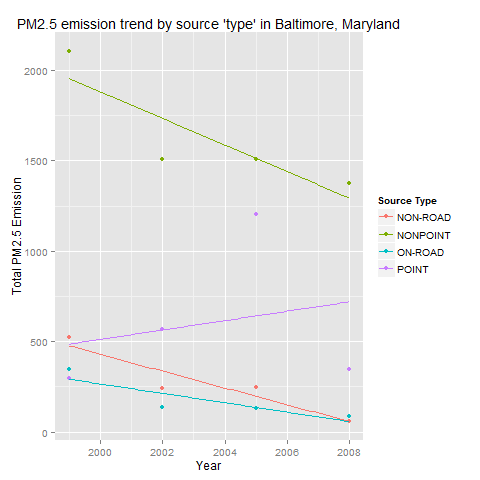 PM2.5 emission trend by source 'type' in Baltimore, Maryland
2000
1500
1000
500
0
Total PM2.5 Emission
2000
2002
2004
2006
2008
Year
Source Type
NON-ROAD
NONPOINT
ON-ROAD
POINT